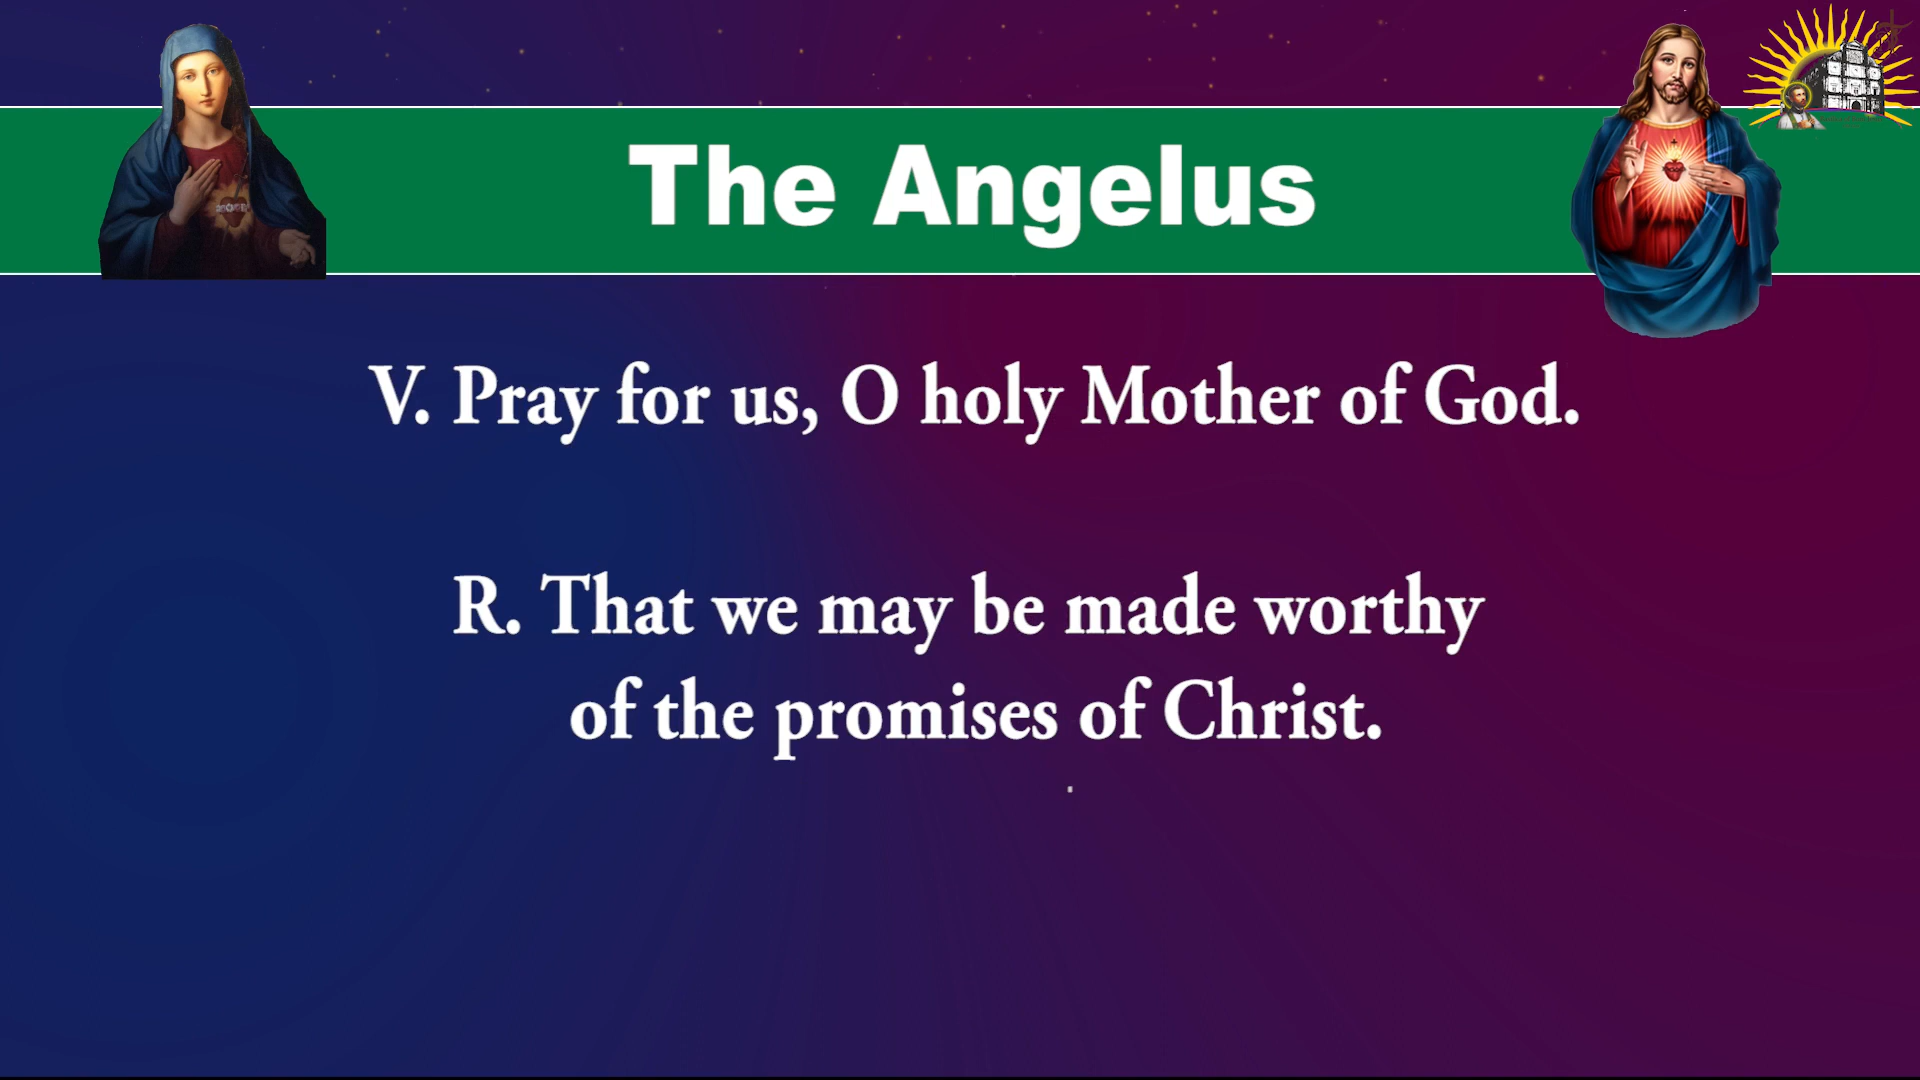 The Angelus
V. Pray for us, O holy Mother of God.
R. That we may be made worthy
of the promises of Christ.